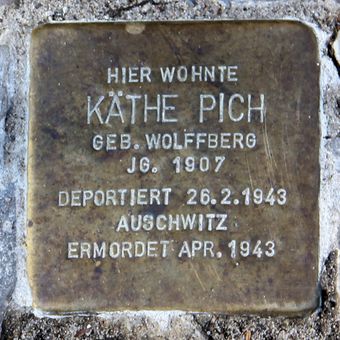 HIER WOHNTE
KÄTHE PICH
GEB. WOLFFBERG
JG. 1907
DEPORTIERT 26.2.1943
AUSCHWITZ
ERMORDET APR. 1943